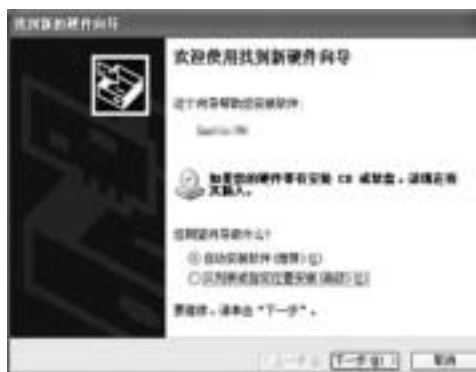 找到新的硬件向导
欢迎使用找到新硬件向导
这个向导帮助您安装软件:
如果您的硬件带有安装 CD 或软盘，请现在将
其插入。
您期望向导做什么?
自动安装软件(推荐)(I)
从列表或指定位置安装(高级)(S)
要继续，请单击“下一步”。
下一步(N) 取消